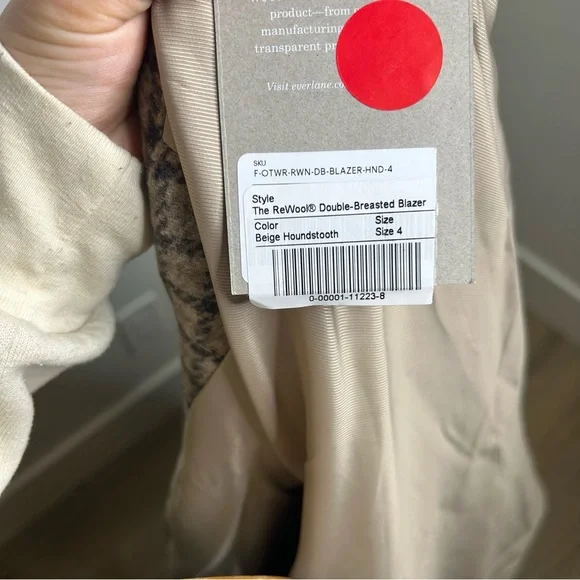 product—from
manufacturing
transparent
Visit everlane.co
SKU
F-OTWR-RWN-DB-BLAZER-HND-4
Style
The ReWool® Double-Breasted Blazer
Color Size
Beige Houndstooth Size 4
0-00001-11223-8